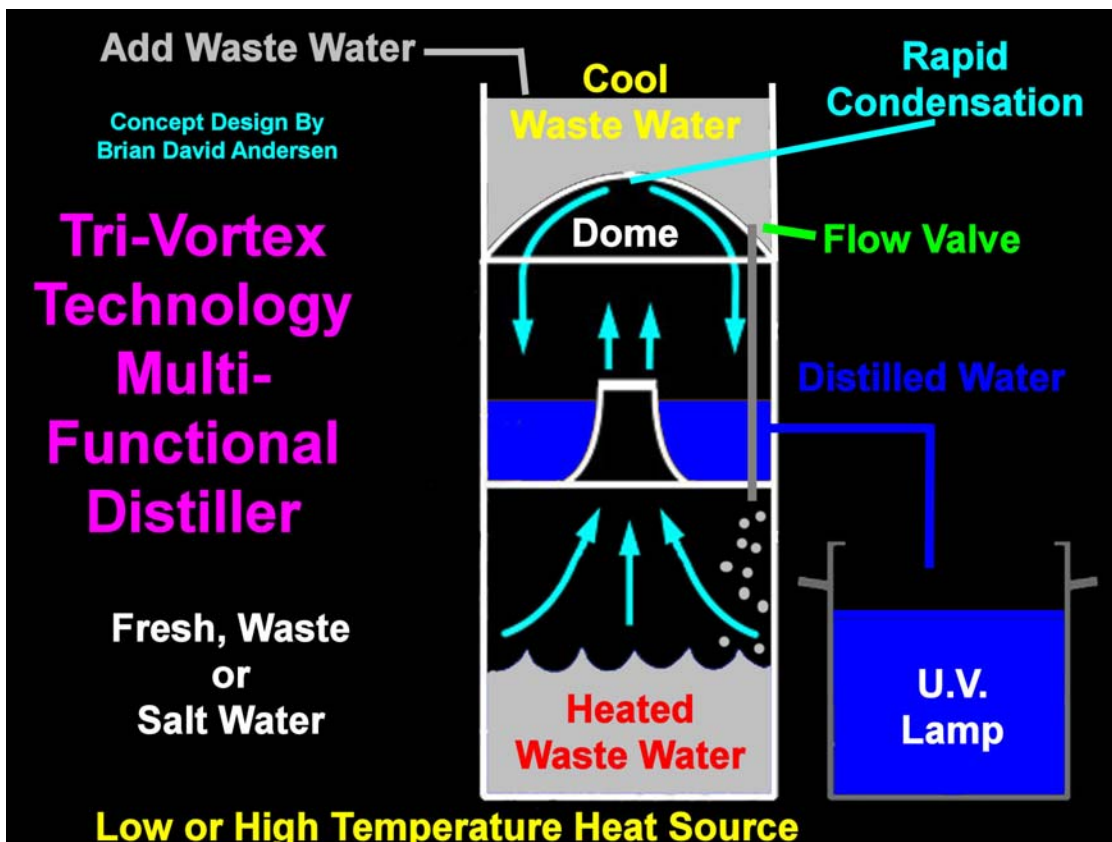 Add Waste Water
Concept Design By
Brian David Andersen
Tri-Vortex
Technology
Multi-
Functional
Distiller
Fresh, Waste
or
Salt Water
Cool
Waste Water
Rapid
Condensation
Dome
Flow Valve
Distilled Water
Heated
Waste Water
U.V.
Lamp
Low or High Temperature Heat Source